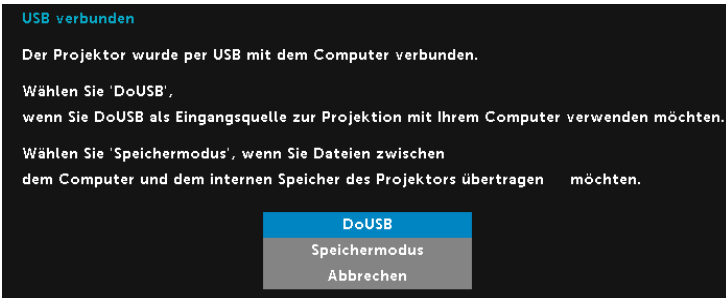 USB verbunden
Der Projektor wurde per USB mit dem Computer verbunden.
Wählen Sie 'DoUSB',
wenn Sie DoUSB als Eingangsquelle zur Projektion mit Ihrem Computer verwenden möchten.
Wählen Sie 'Speichermodus', wenn Sie Dateien zwischen
dem Computer und dem internen Speicher des Projektors übertragen möchten.
DoUSB
Speichermodus
Abbrechen